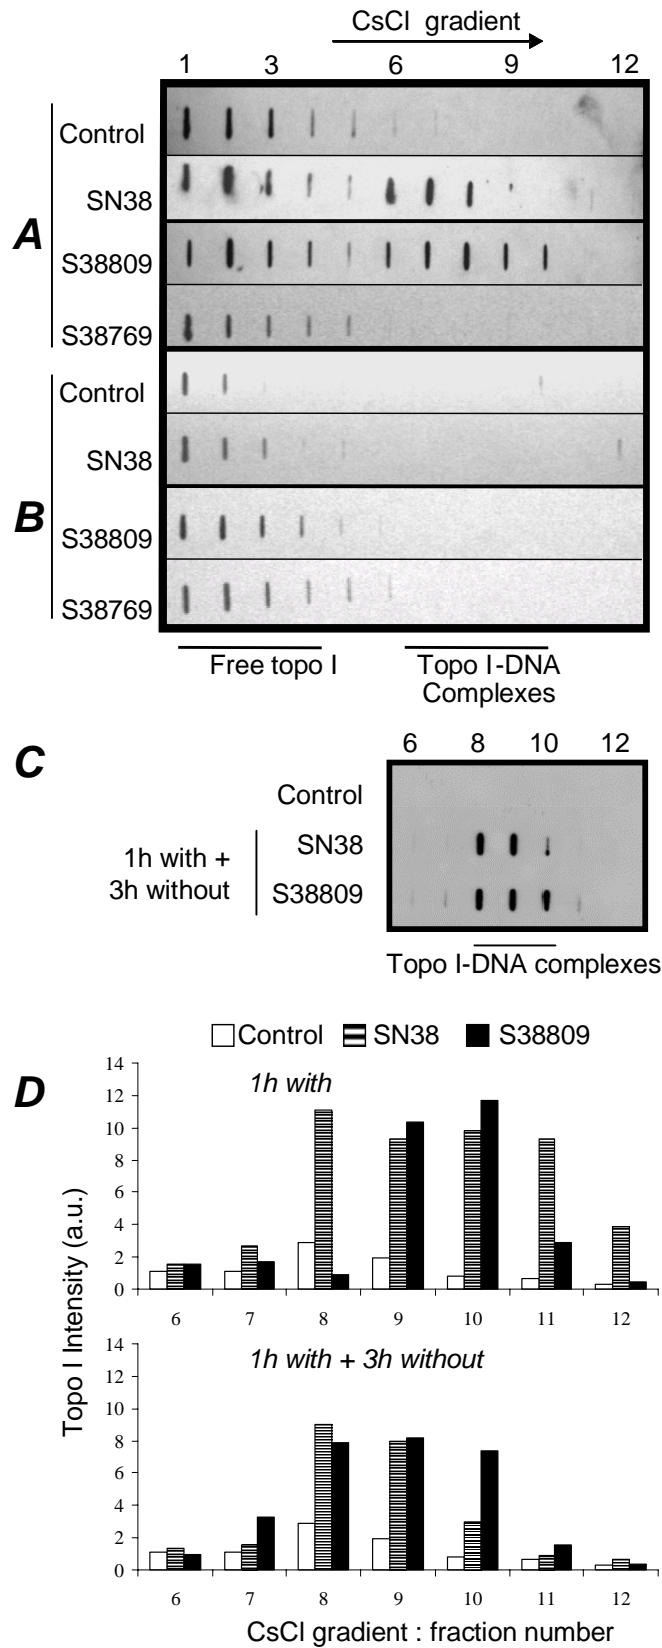 CsCl gradient
1 3 6 9 12
A
Control
SN38
S38809
S38769
B
Control
SN38
S38809
S38769
Free topo I
Topo I-DNA
Complexes
C
6 8 10 12
Control
1h with +
3h without
SN38
S38809
Topo I-DNA complexes
D
Control SN38 S38809
1h with
14
12
10
8
6
4
2
0
6 7 8 9 10 11 12
Topo I Intensity (a.u.)
1h with + 3h without
14
12
10
8
6
4
2
0
6 7 8 9 10 11 12
CsCl gradient : fraction number